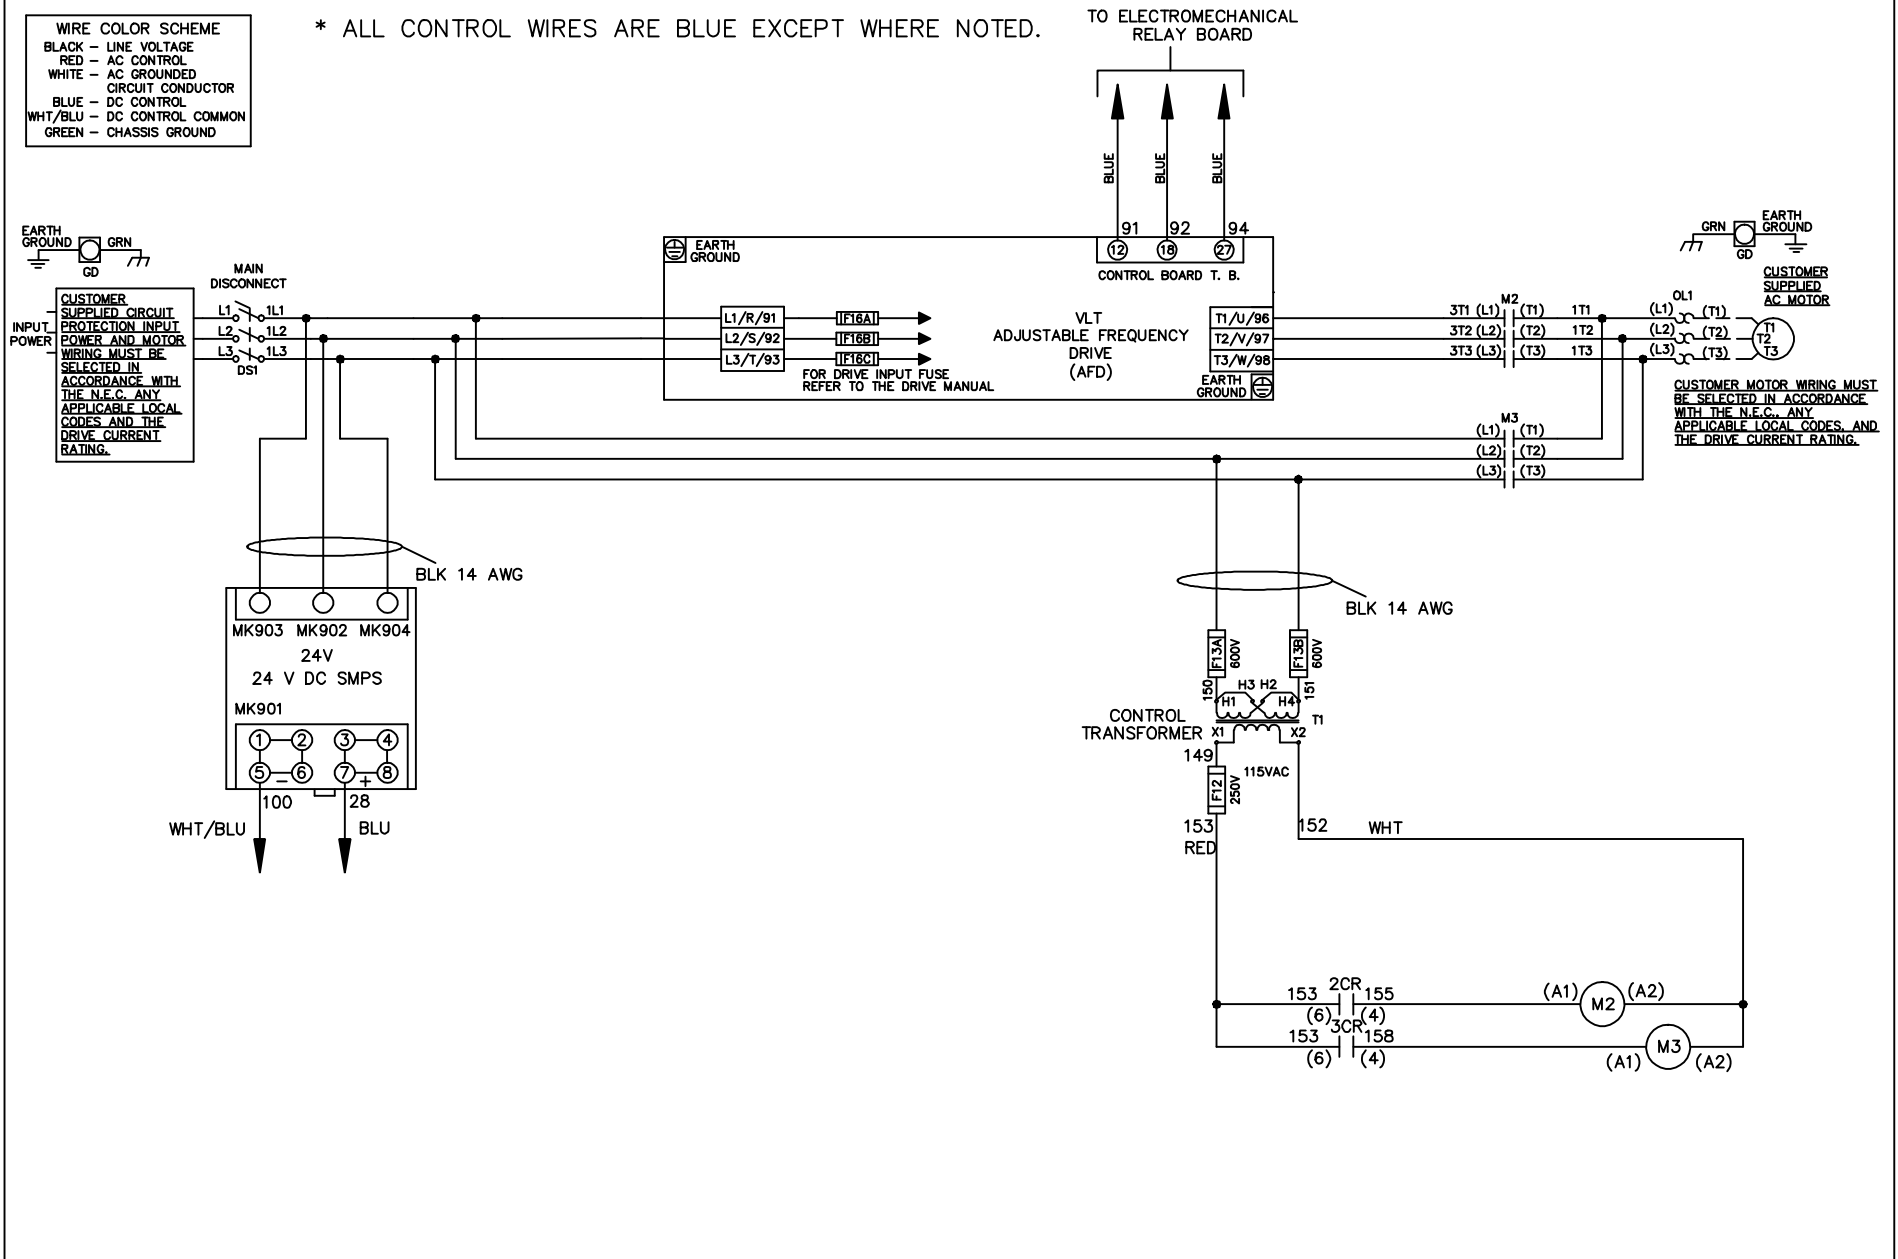 WIRE COLOR SCHEME
BLACK – LINE VOLTAGE
RED – AC CONTROL
WHITE – AC GROUNDED
CIRCUIT CONDUCTOR
BLUE – DC CONTROL
WHT/BLU – DC CONTROL COMMON
GREEN – CHASSIS GROUND
* ALL CONTROL WIRES ARE BLUE EXCEPT WHERE NOTED.
TO ELECTROMECHANICAL
RELAY BOARD
BLUE
BLUE
BLUE
91
92
94
12
18
27
CONTROL BOARD T. B.
EARTH
GROUND
GRN
GD
MAIN
DISCONNECT
INPUT
POWER
CUSTOMER
SUPPLIED CIRCUIT
PROTECTION INPUT
POWER AND MOTOR
WIRING MUST BE
SELECTED IN
ACCORDANCE WITH
THE N.E.C. ANY
APPLICABLE LOCAL
CODES AND THE
DRIVE CURRENT
RATING.
L1 1L1
L2 1L2
L3 1L3
DS1
EARTH
GROUND
L1/R/91
L2/S/92
L3/T/93
IF16AI
IF16BI
IF16CI
FOR DRIVE INPUT FUSE
REFER TO THE DRIVE MANUAL
VLT
ADJUSTABLE FREQUENCY
DRIVE
(AFD)
T1/U/96
T2/V/97
T3/W/98
EARTH
GROUND
M2
3T1 (L1) (T1) 1T1
3T2 (L2) (T2) 1T2
3T3 (L3) (T3) 1T3
M3
(L1) (T1)
(L2) (T2)
(L3) (T3)
GRN
GD
EARTH
GROUND
CUSTOMER
SUPPLIED
AC MOTOR
OL1
(L1) (T1)
(L2) (T2)
(L3) (T3)
T1
T2
T3
CUSTOMER MOTOR WIRING MUST
BE SELECTED IN ACCORDANCE
WITH THE N.E.C., ANY
APPLICABLE LOCAL CODES, AND
THE DRIVE CURRENT RATING.
BLK 14 AWG
MK903 MK902 MK904
24V
24 V DC SMPS
MK901
1 2 3 4
5 – 6 7 + 8
100
28
WHT/BLU
BLU
BLK 14 AWG
F13A
600V
F13B
600V
150
151
H3 H2
H1 H4
T1
CONTROL
TRANSFORMER
X1
X2
149
115VAC
F12
250V
153
RED
152
WHT
2CR
153 155
(6) (4)
(A1) M2 (A2)
3CR
153 158
(6) (4)
(A1) M3 (A2)